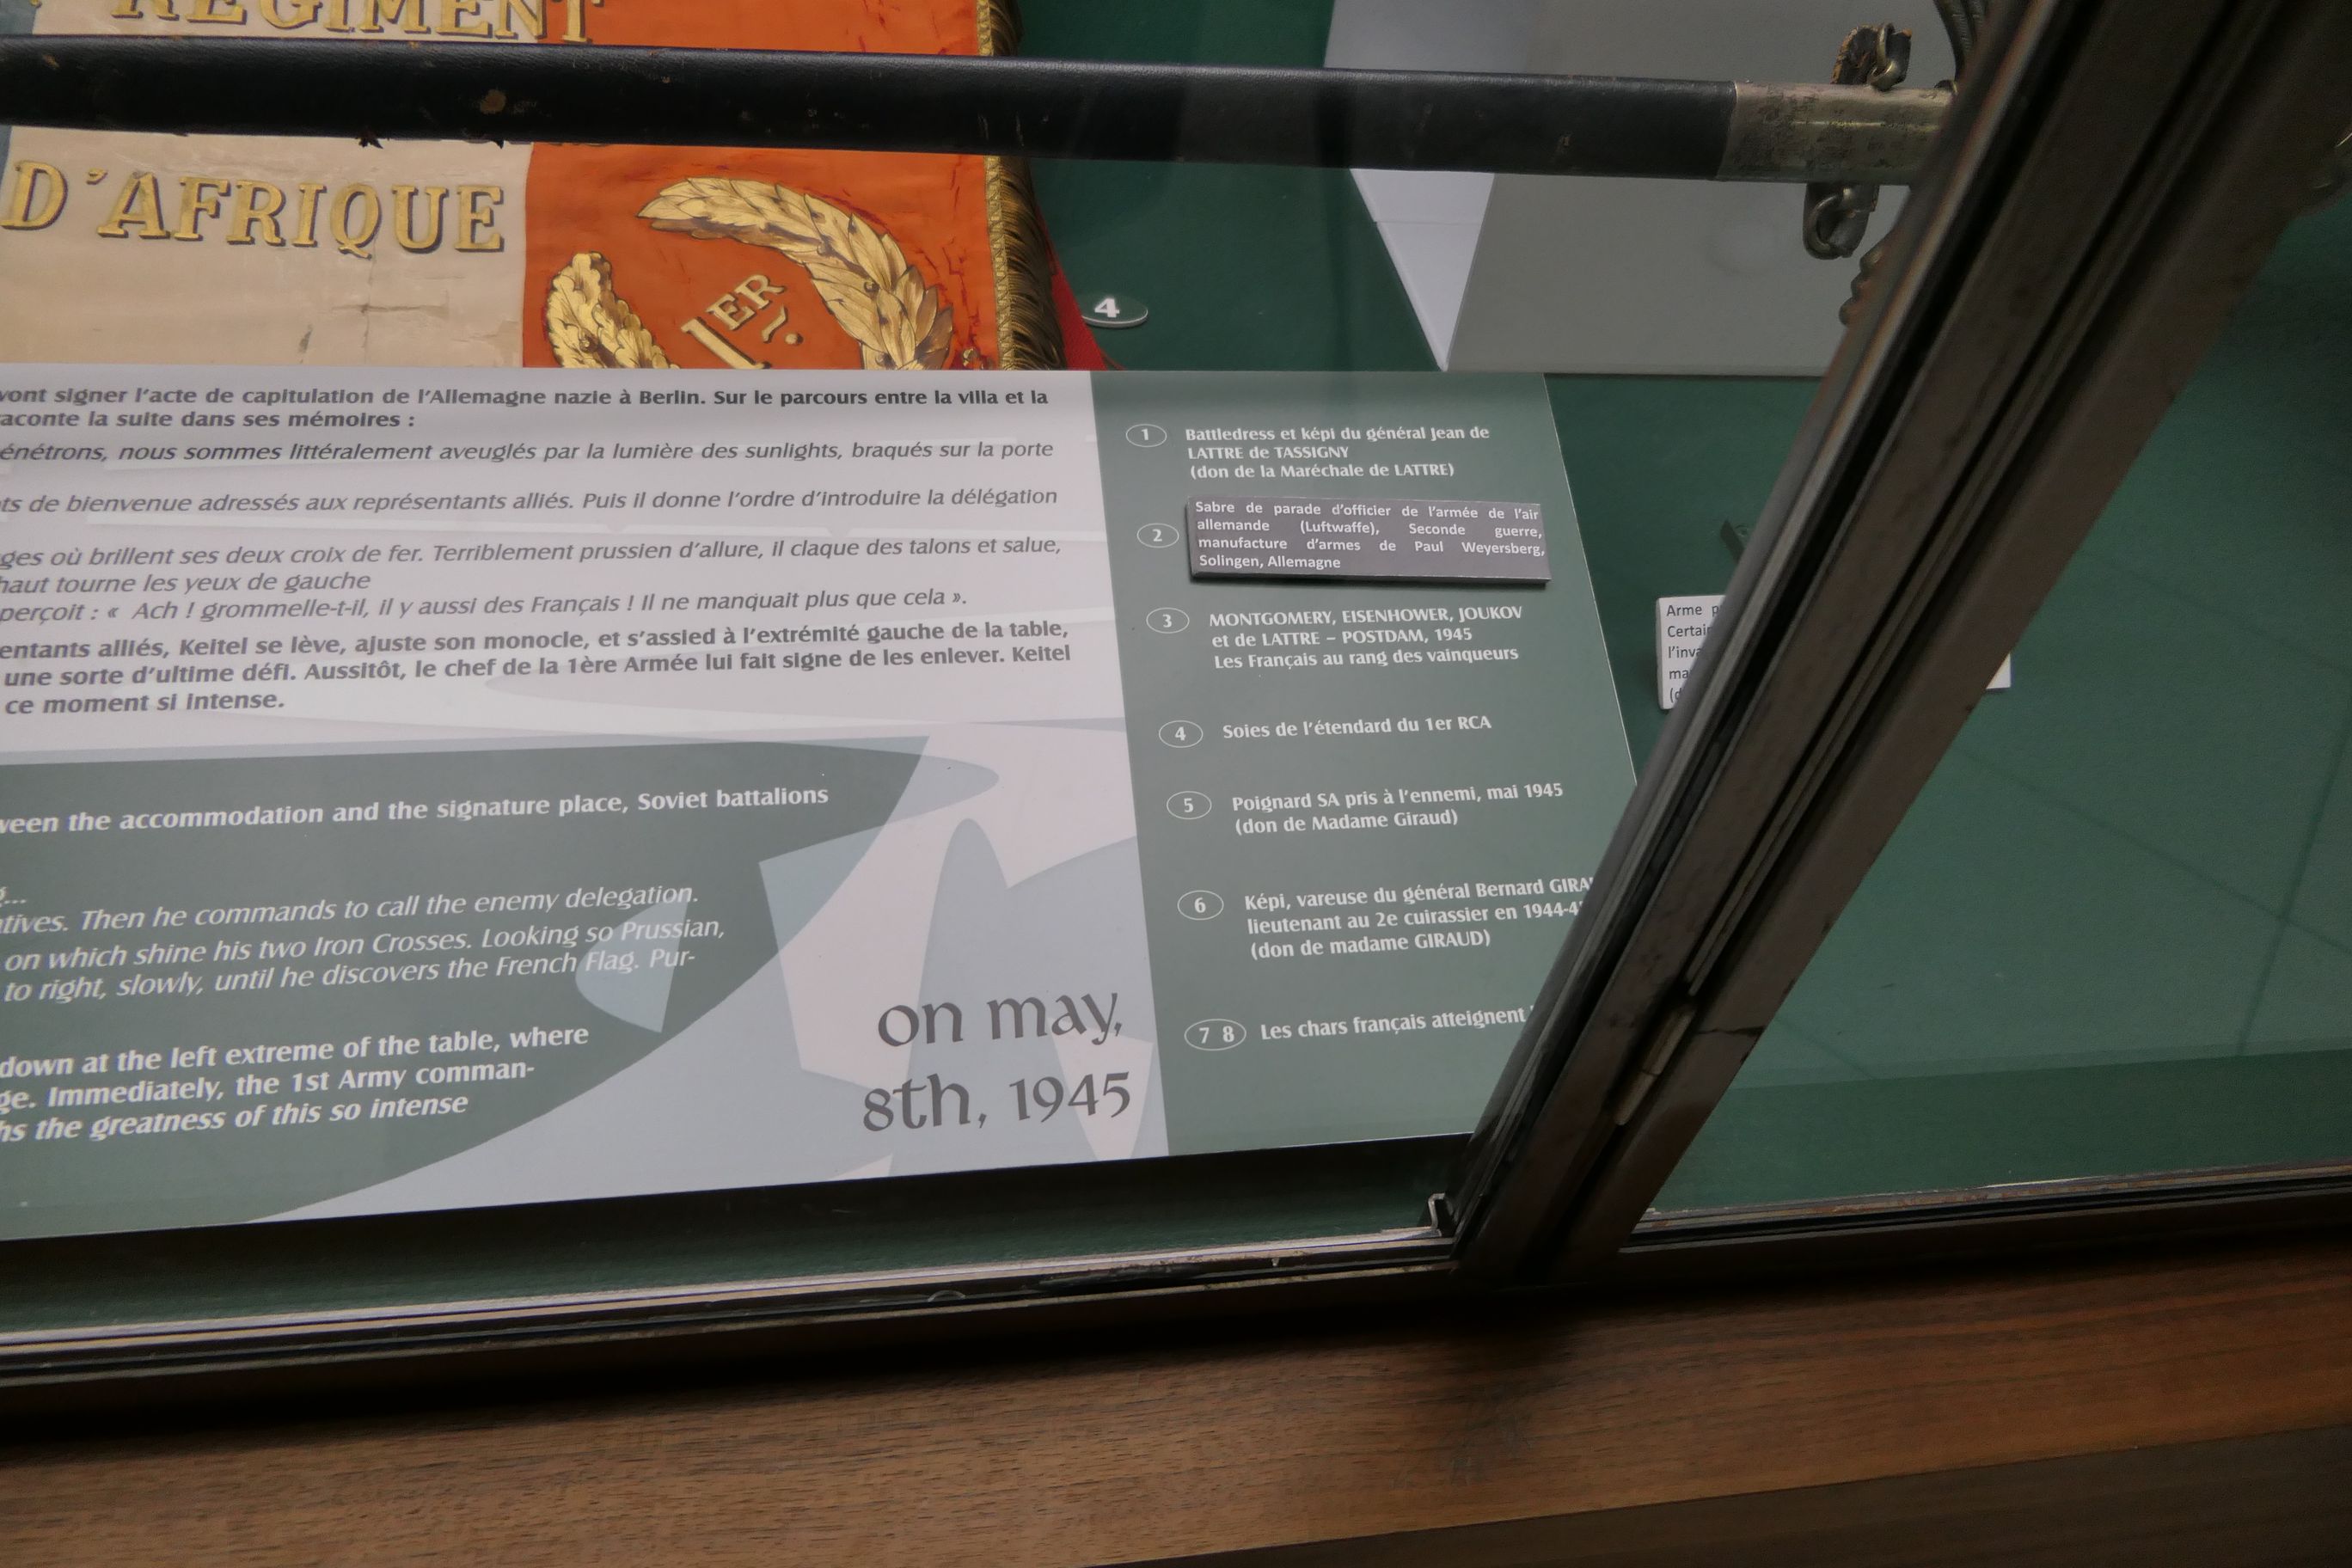 RÉGIMENT
D'AFRIQUE
1ER
4
vont signer l'acte de capitulation de l'Allemagne nazie à Berlin. Sur le parcours entre la villa et la
aconte la suite dans ses mémoires :
énétrons, nous sommes littéralement aveuglés par la lumière des sunlights, braqués sur la porte
ts de bienvenue adressés aux représentants alliés. Puis il donne l'ordre d'introduire la délégation
ges où brillent ses deux croix de fer. Terriblement prussien d'allure, il claque des talons et salue,
haut tourne les yeux de gauche
perçoit : « Ach ! grommelle-t-il, il y aussi des Français ! Il ne manquait plus que cela ».
entants alliés, Keitel se lève, ajuste son monocle, et s'assied à l'extrémité gauche de la table,
une sorte d'ultime défi. Aussitôt, le chef de la 1ère Armée lui fait signe de les enlever. Keitel
ce moment si intense.
ween the accommodation and the signature place, Soviet battalions
g...
atives. Then he commands to call the enemy delegation.
on which shine his two Iron Crosses. Looking so Prussian,
to right, slowly, until he discovers the French Flag. Pur-
down at the left extreme of the table, where
ge. Immediately, the 1st Army comman-
hs the greatness of this so intense
on may,
8th, 1945
1 Battledress et képi du général Jean de
LATTRE de TASSIGNY
(don de la Maréchale de LATTRE)
2 Sabre de parade d'officier de l'armée de l'air
allemande (Luftwaffe), Seconde guerre,
manufacture d'armes de Paul Weyersberg,
Solingen, Allemagne
3 MONTGOMERY, EISENHOWER, JOUKOV
et de LATTRE – POSTDAM, 1945
Les Français au rang des vainqueurs
4 Soies de l'étendard du 1er RCA
5 Poignard SA pris à l'ennemi, mai 1945
(don de Madame Giraud)
6 Képi, vareuse du général Bernard GIRAU
lieutenant au 2e cuirassier en 1944-4
(don de madame GIRAUD)
7 8 Les chars français atteignent
Arme p
Certain
l'inva
ma
(d